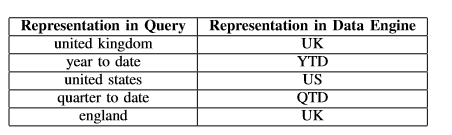 Representation in Query Representation in Data Engine
united kingdom UK
year to date YTD
united states US
quarter to date QTD
england UK